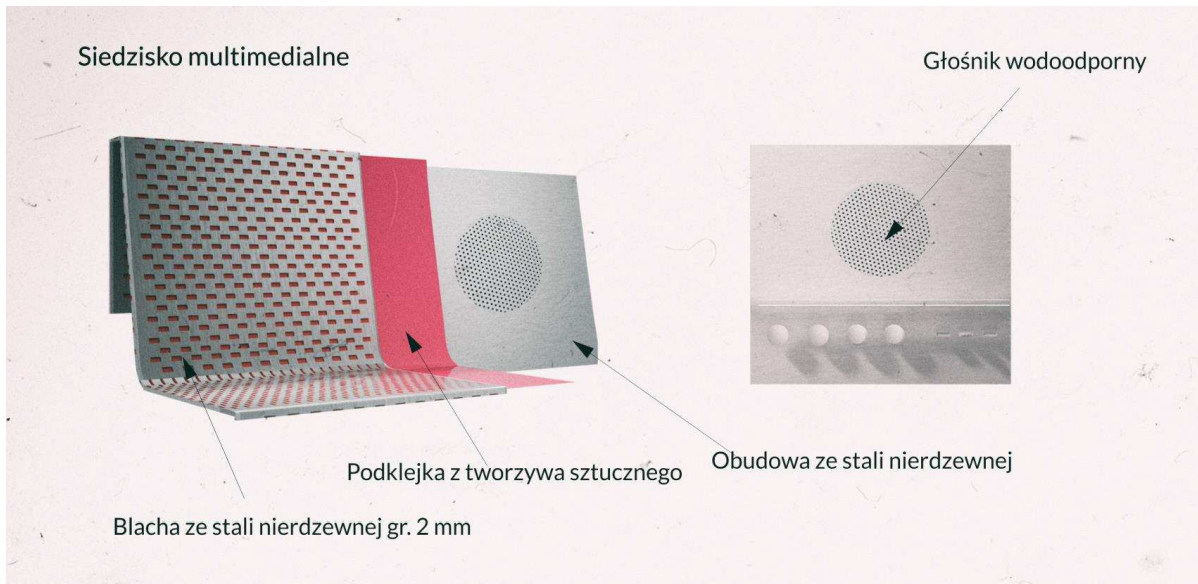 Siedzisko multimedialne
Głośnik wodoodporny
Podklejka z tworzywa sztucznego
Obudowa ze stali nierdzewnej
Blacha ze stali nierdzewnej gr. 2 mm